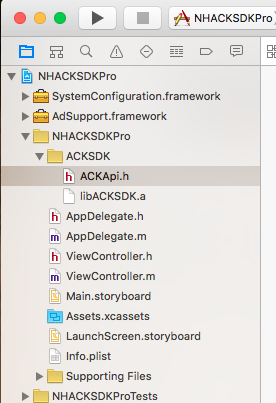 NHACKSDKPro
NHACKSDKPro
SystemConfiguration.framework
AdSupport.framework
NHACKSDKPro
ACKSDK
h ACKApi.h
libACKSDK.a
h AppDelegate.h
m AppDelegate.m
h ViewController.h
m ViewController.m
Main.storyboard
Assets.xcassets
LaunchScreen.storyboard
Info.plist
Supporting Files
NHACKSDKProTests